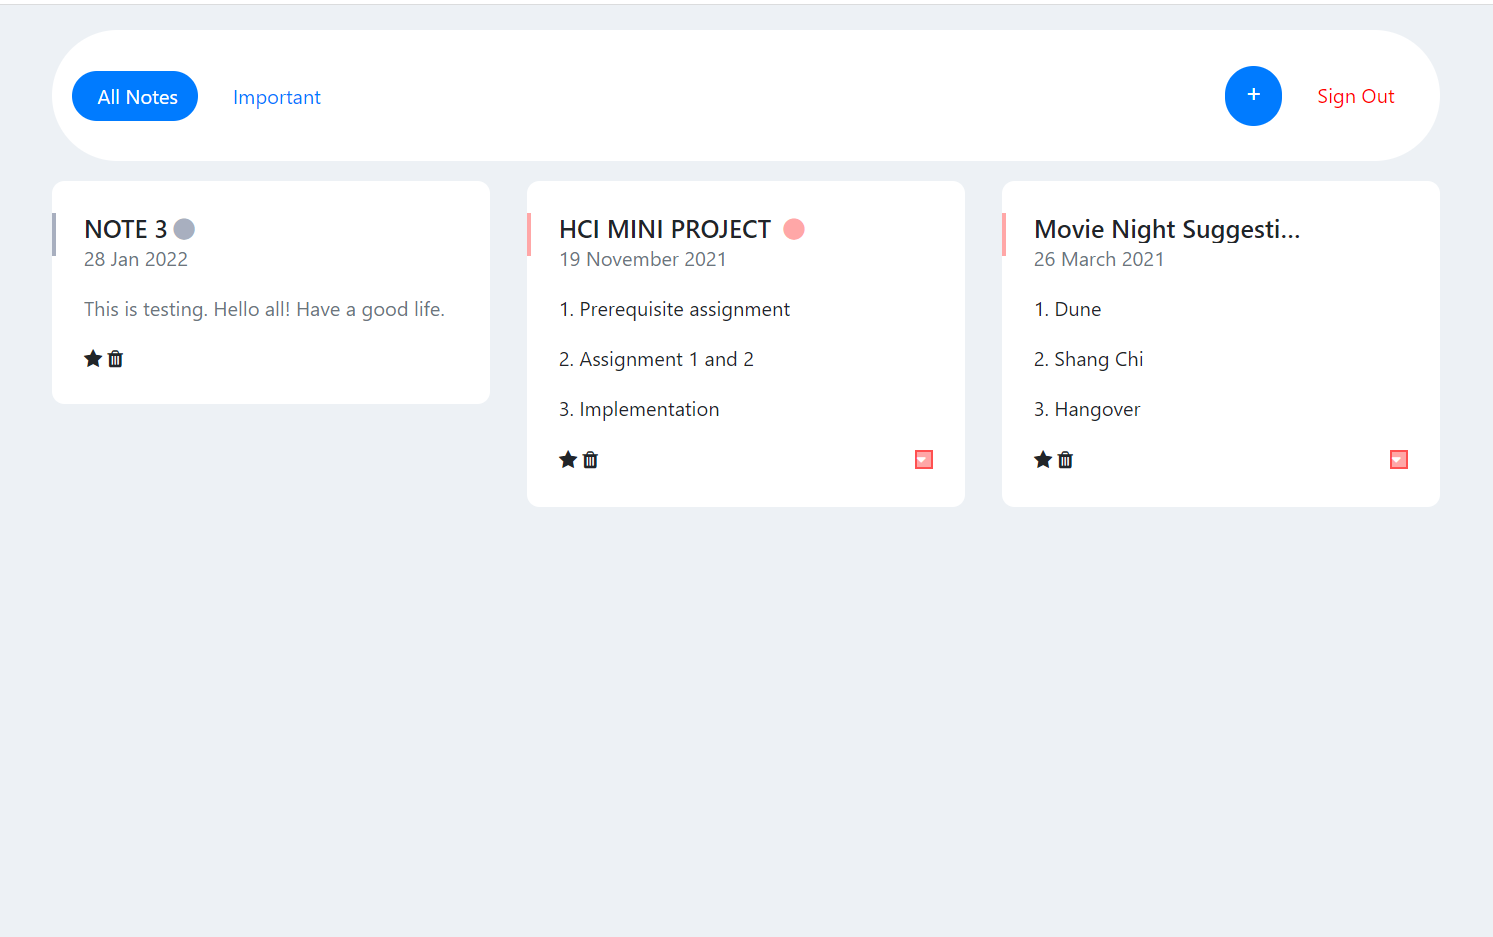 All Notes
Important
+
Sign Out
NOTE 3
28 Jan 2022
This is testing. Hello all! Have a good life.
HCI MINI PROJECT
19 November 2021
1. Prerequisite assignment
2. Assignment 1 and 2
3. Implementation
Movie Night Suggesti...
26 March 2021
1. Dune
2. Shang Chi
3. Hangover